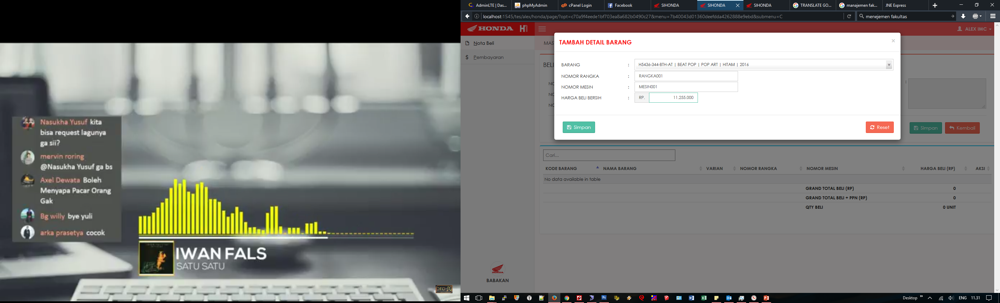 Nasukha Yusuf kita
bisa request lagunya
ga sii?
mervin roring
@Nasukha Yusuf ga bs
Axel Dewata Boleh
Menyapa Pacar Orang
Gak
Bg willy bye yuli
arka prasetya cocok
IWAN FALS
SATU SATU
pro-M
AdminLTE | Das...
phpMyAdmin
cPanel Login
Facebook
SIHONDA
SIHONDA
SIHONDA
TRANSLATE GO...
manajemen fak...
JNE Express
localhost:1545/tes/alex/honda/page/?opt=c70a9f4eede1bf703ea8a682b0490c27&menu=7b40043d01360deefdda4262888e9ebd&submenu=C
menejemen fakultas
ABP
HONDA H1
ALEX IMC
Nota Beli
Pembayaran
MAS
TAMBAH DETAIL BARANG
BARANG : H5436-344-BTH-AT | BEAT POP | POP ART | HITAM | 2016
NOMOR RANGKA : RANGKA001
NOMOR MESIN : MESIN001
HARGA BELI BERSIH : RP. 11.255.000
Simpan
Reset
BELI
NO
NO
NO
:
Simpan
Kembali
Cari...
KODE BARANG NAMA BARANG VARIAN NOMOR RANGKA NOMOR MESIN HARGA BELI (RP) AKSI
No data available in table
GRAND TOTAL BELI (RP) 0
GRAND TOTAL BELI + PPN (RP) 0
QTY BELI 0 UNIT
HONDA
BABAKAN
Desktop
ENG
11.31